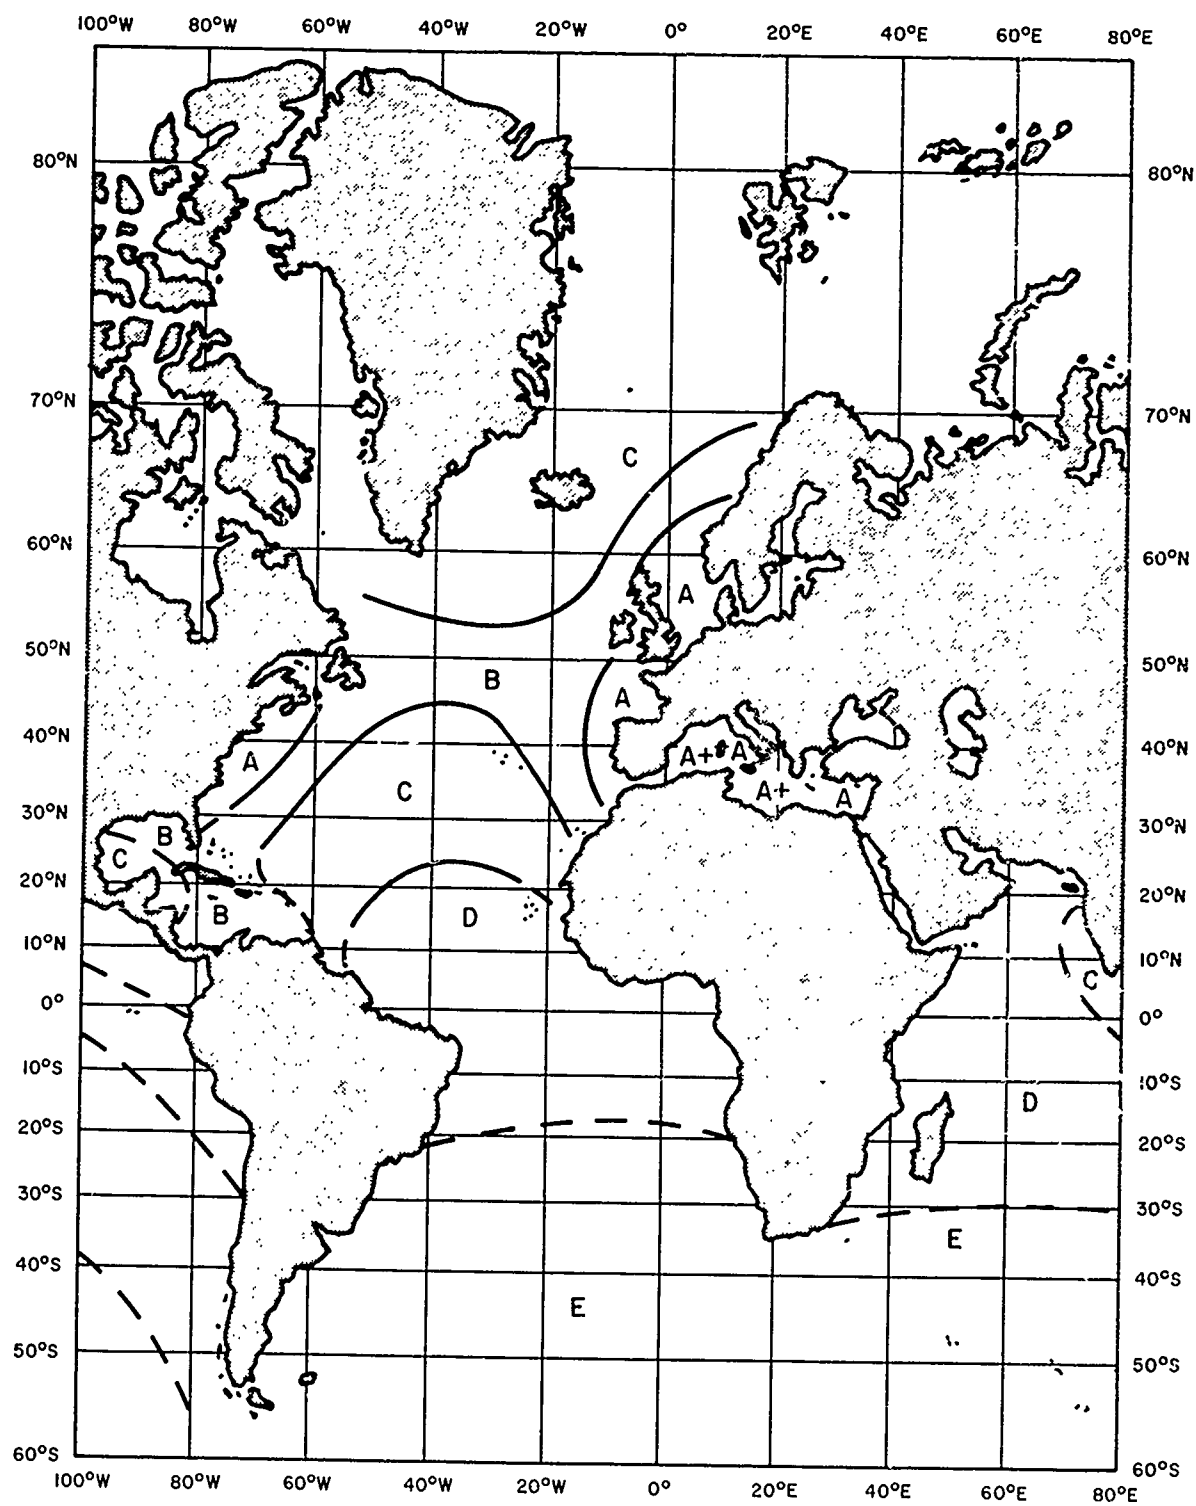 100°W 80°W 60°W 40°W 20°W 0° 20°E 40°E 60°E 80°E
80°N 80°N
70°N 70°N
C
60°N 60°N
A
50°N 50°N
B A
40°N 40°N
A A+ A
C A+ A
30°N 30°N
B
C
20°N 20°N
B D
10°N 10°N
C
0° 0°
10°S 10°S
D
20°S 20°S
30°S 30°S
E
40°S 40°S
E
50°S 50°S
60°S 60°S
100°W 80°W 60°W 40°W 20°W 0° 20°E 40°E 60°E 80°E